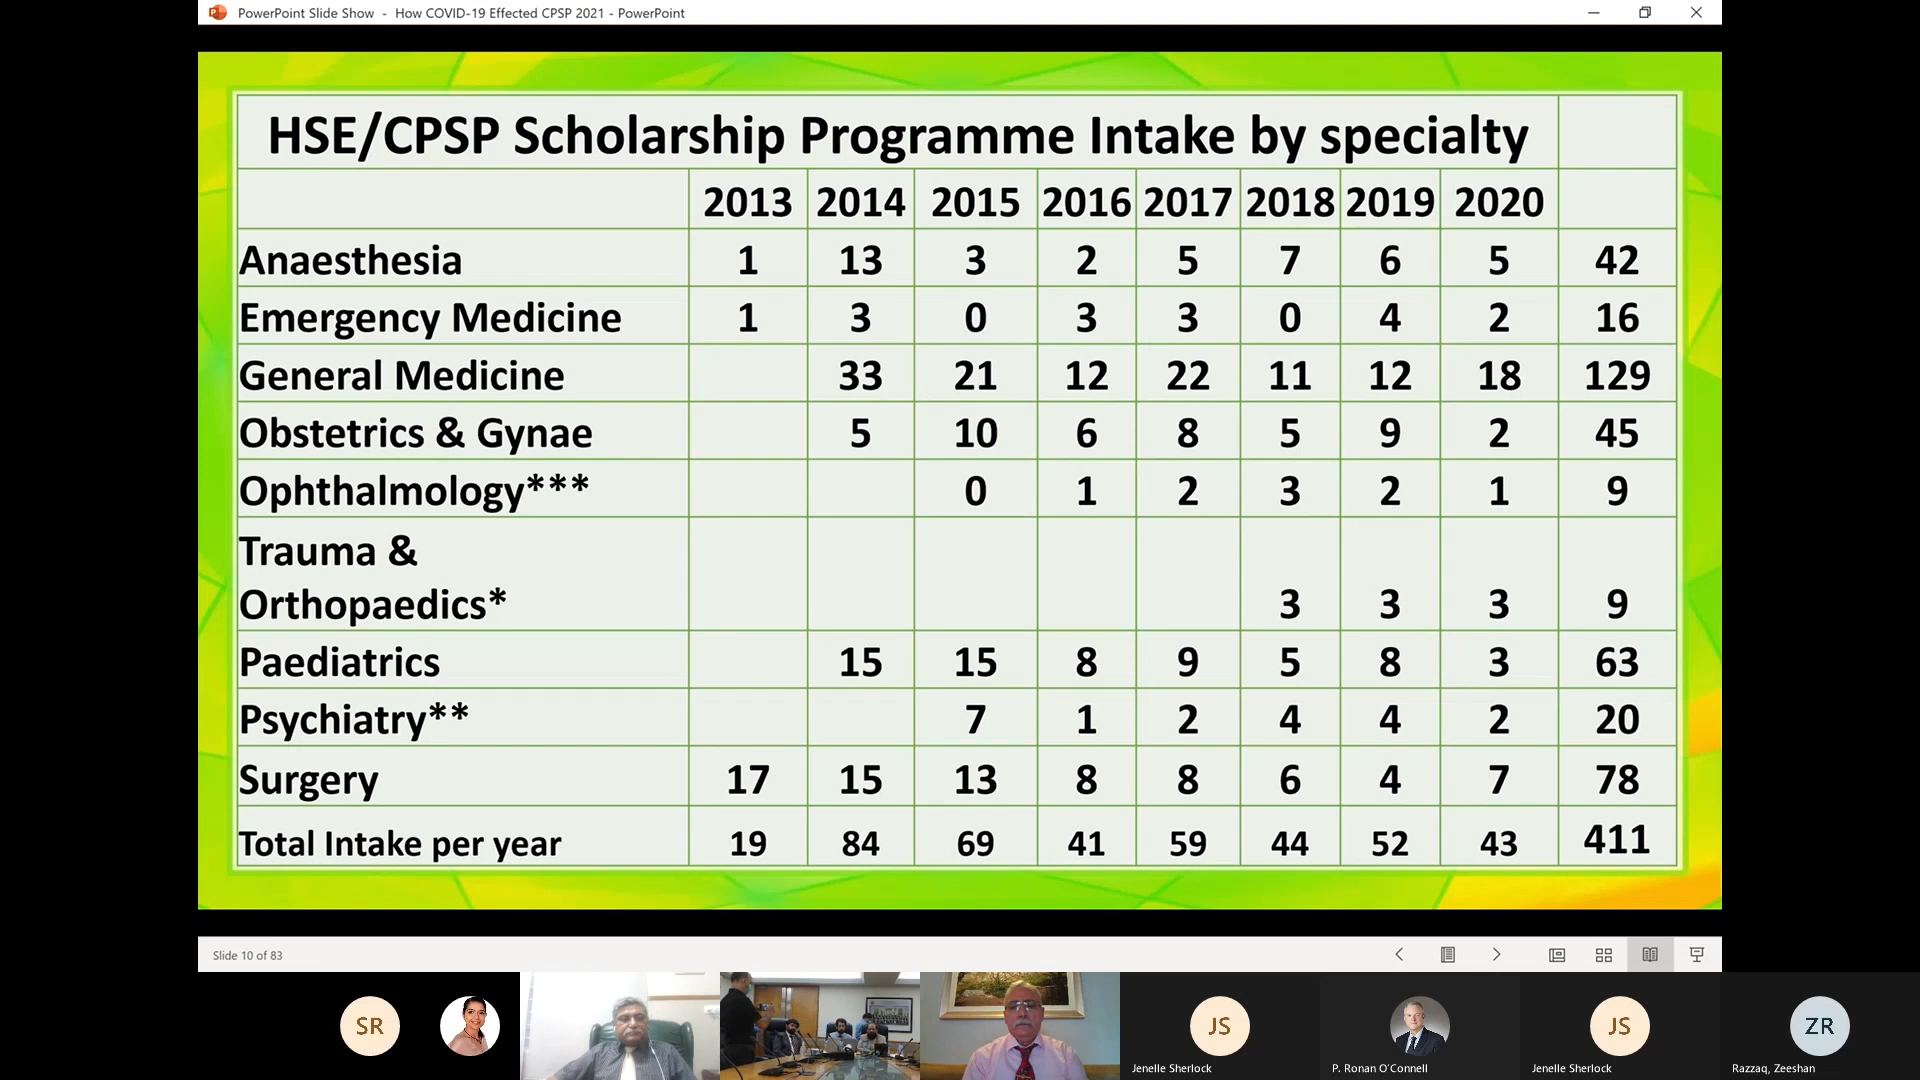 PowerPoint Slide Show - How COVID-19 Effected CPSP 2021 - PowerPoint
HSE/CPSP Scholarship Programme Intake by specialty
2013 2014 2015 2016 2017 2018 2019 2020
Anaesthesia 1 13 3 2 5 7 6 5 42
Emergency Medicine 1 3 0 3 3 0 4 2 16
General Medicine 33 21 12 22 11 12 18 129
Obstetrics & Gynae 5 10 6 8 5 9 2 45
Ophthalmology*** 0 1 2 3 2 1 9
Trauma &
Orthopaedics* 3 3 3 9
Paediatrics 15 15 8 9 5 8 3 63
Psychiatry** 7 1 2 4 4 2 20
Surgery 17 15 13 8 8 6 4 7 78
Total Intake per year 19 84 69 41 59 44 52 43 411
Slide 10 of 83
SR JS JS ZR
Jenelle Sherlock P. Ronan O'Connell Jenelle Sherlock Razzaq, Zeeshan